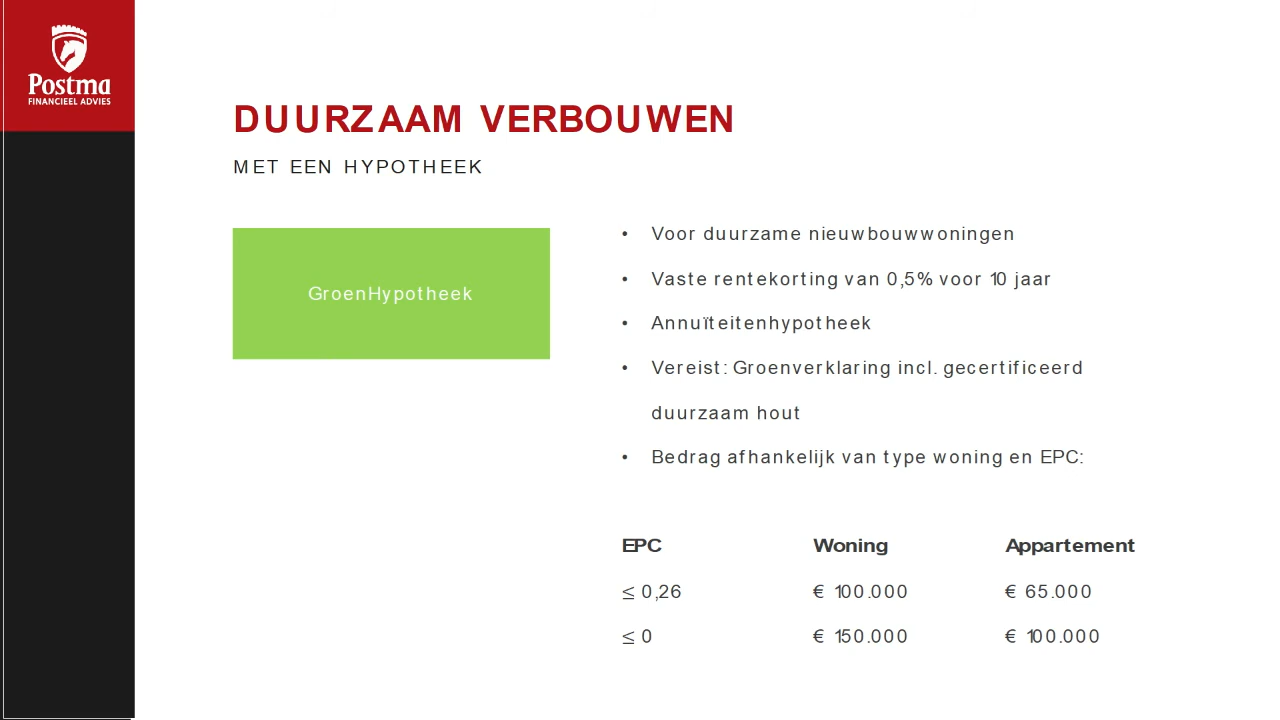 Postma
FINANCIEEL ADVIES
DUURZAAM VERBOUWEN
MET EEN HYPOTHEEK
GroenHypotheek
• Voor duurzame nieuwbouwwoningen
• Vaste rentekorting van 0,5% voor 10 jaar
• Annuïteitenhypotheek
• Vereist: Groenverklaring incl. gecertificeerd
duurzaam hout
• Bedrag afhankelijk van type woning en EPC:
EPC Woning Appartement
≤ 0,26 € 100.000 € 65.000
≤ 0 € 150.000 € 100.000